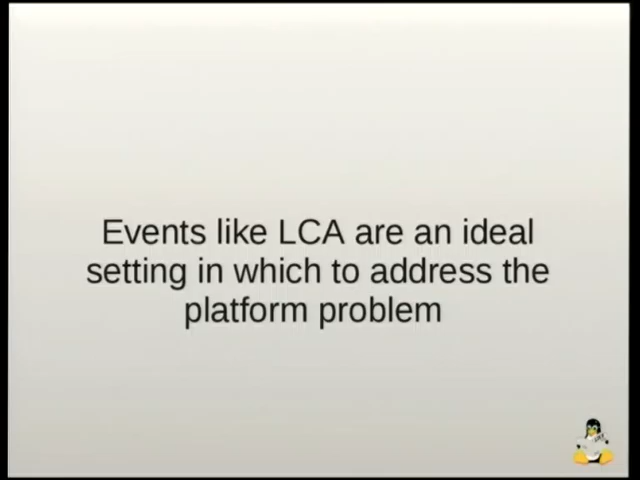 Events like LCA are an ideal
setting in which to address the
platform problem